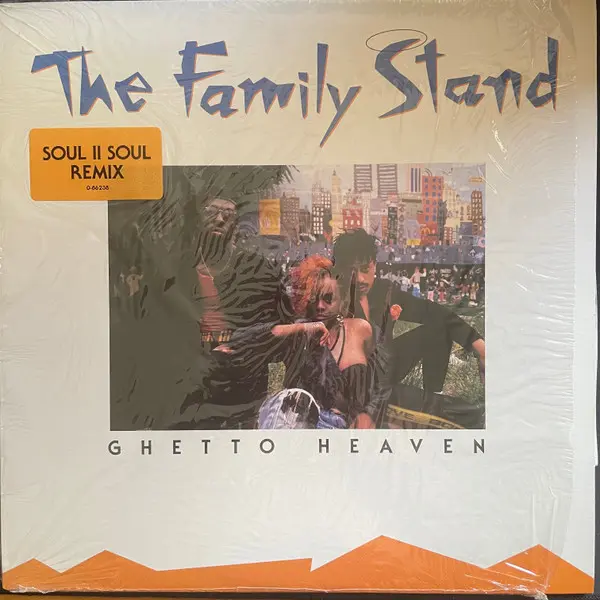 The Family Stand
SOUL II SOUL
REMIX
0-86238
GHETTO HEAVEN